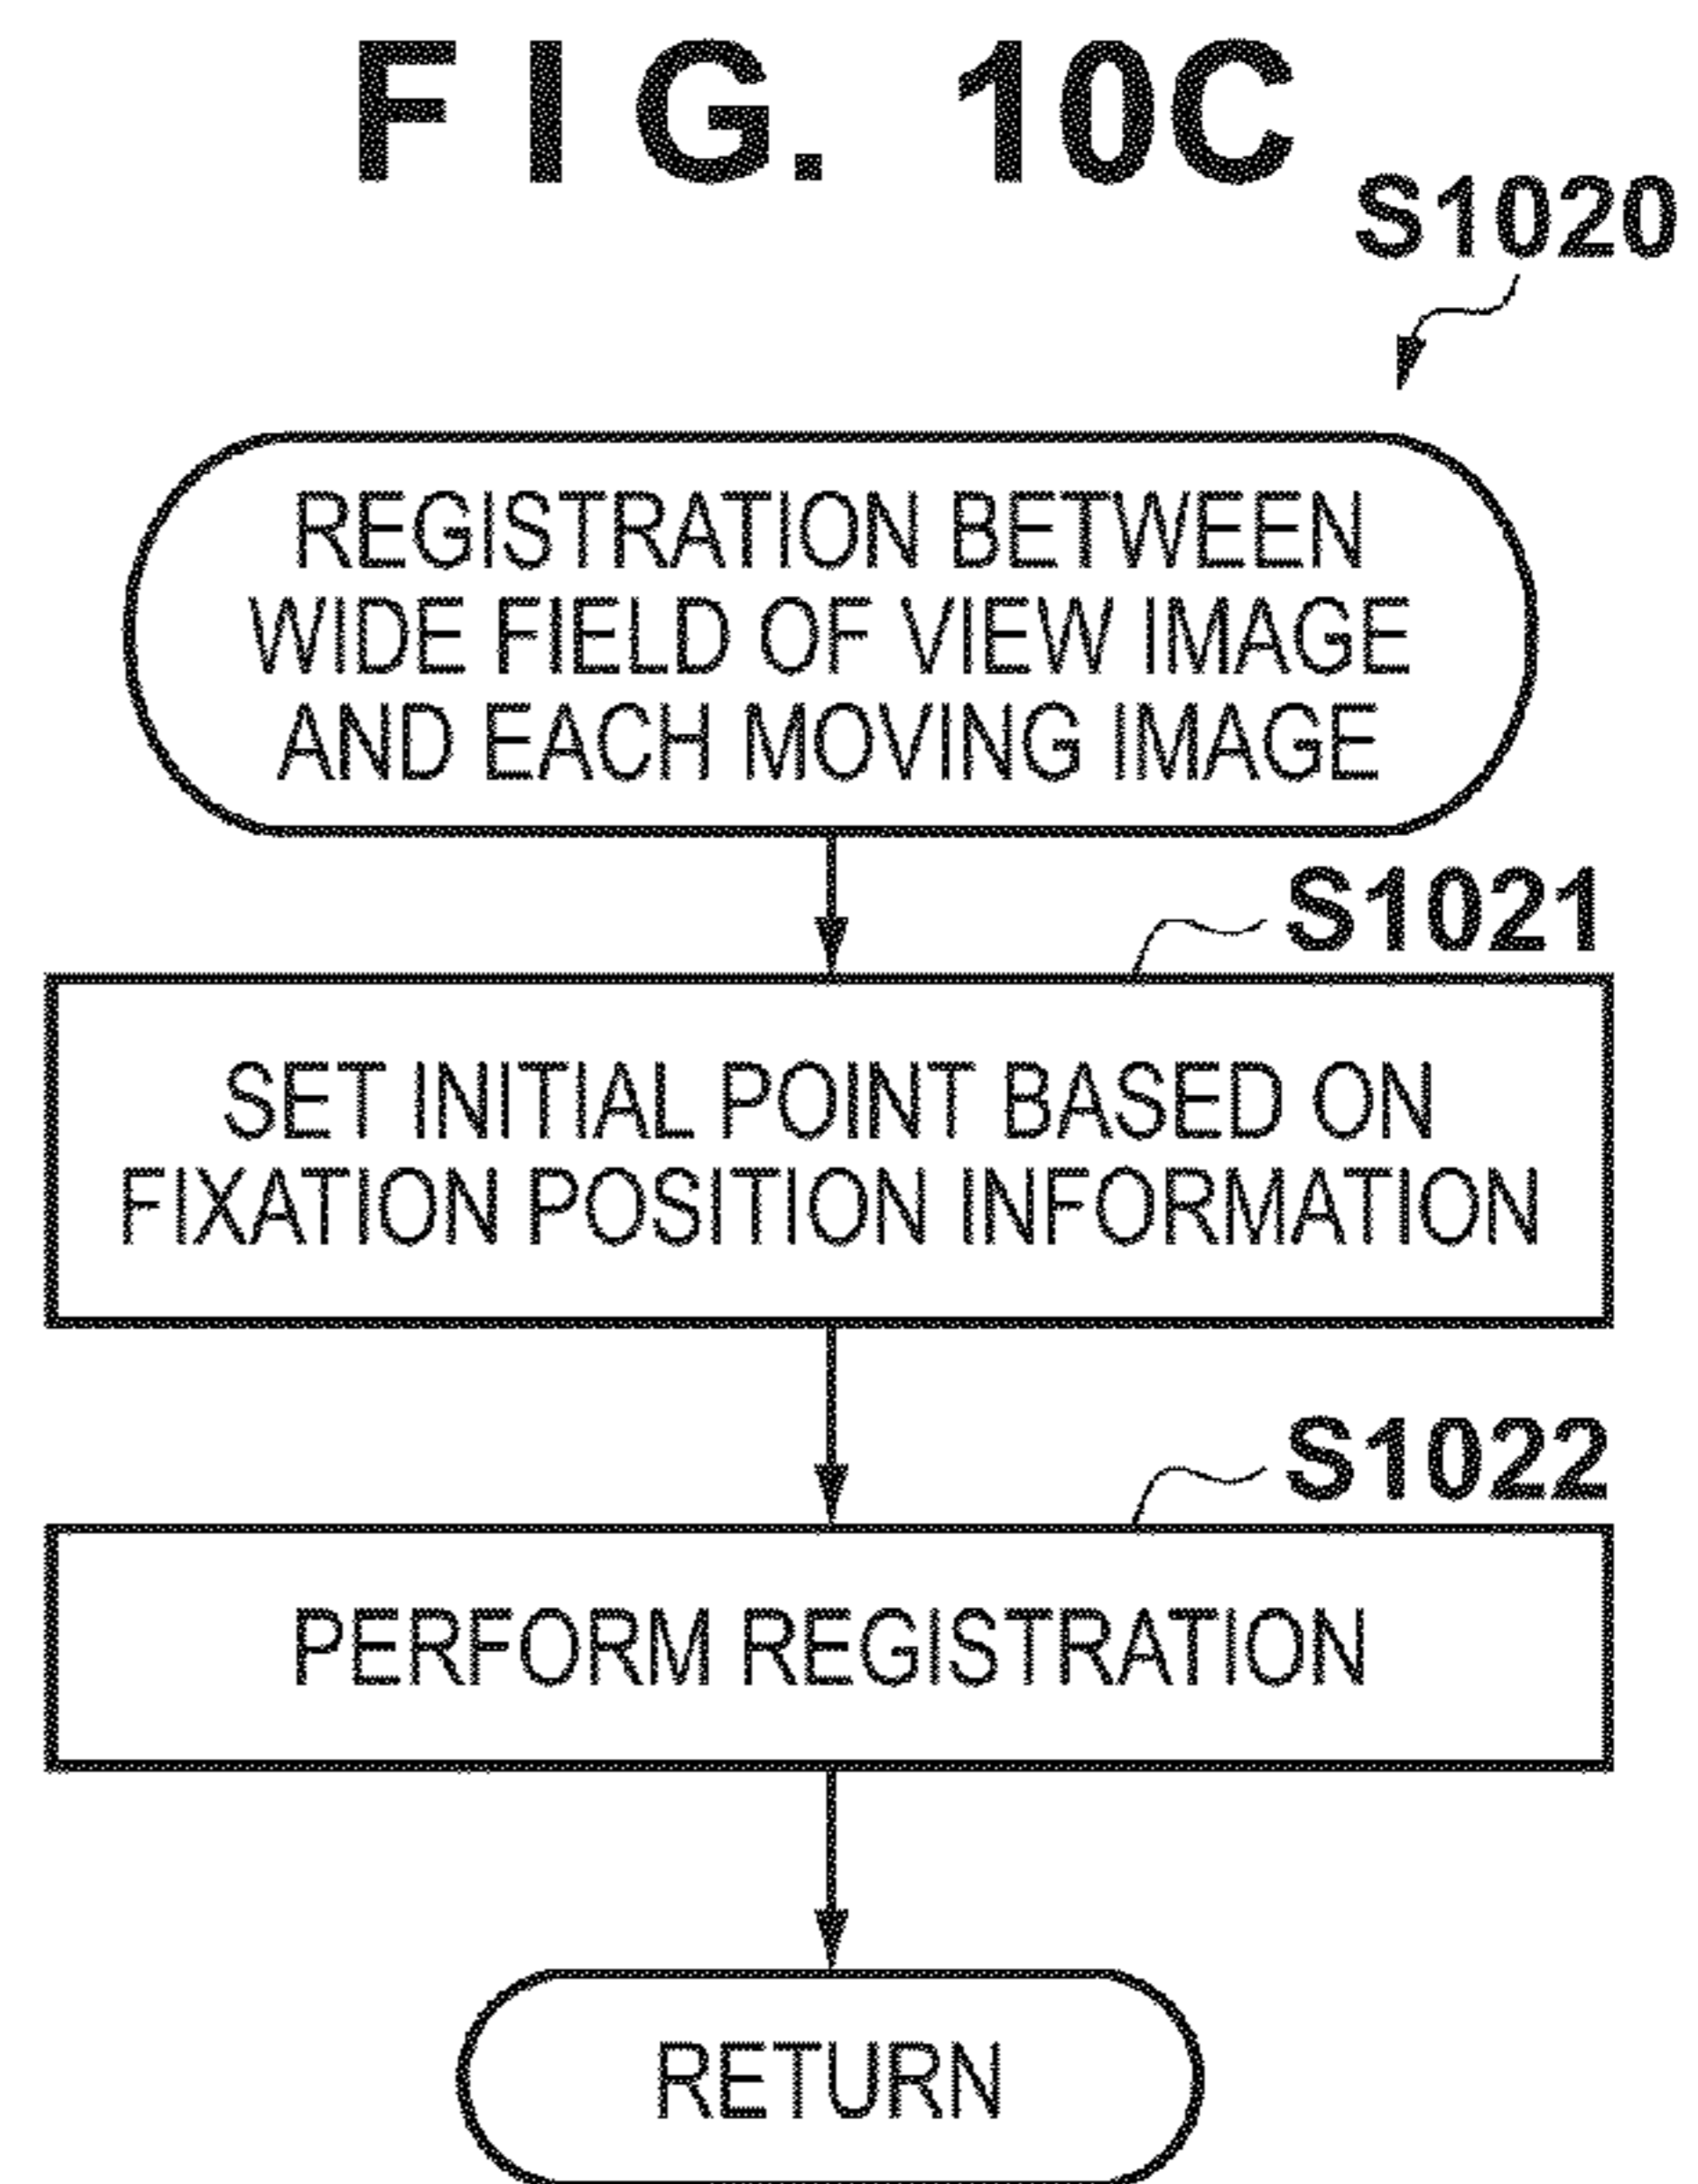 FIG. 10C
S1020
REGISTRATION BETWEEN
WIDE FIELD OF VIEW IMAGE
AND EACH MOVING IMAGE
S1021
SET INITIAL POINT BASED ON
FIXATION POSITION INFORMATION
S1022
PERFORM REGISTRATION
RETURN